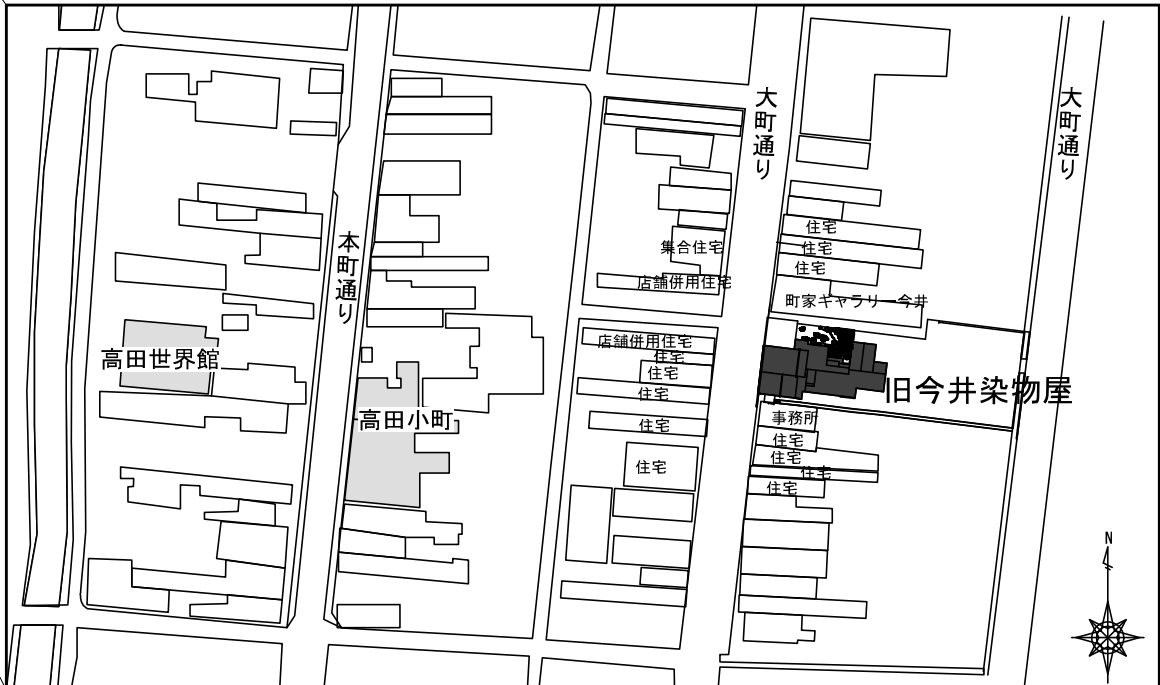 大町通り
大町通り
本町通り
住宅
住宅
住宅
集合住宅
店舗併用住宅
町家ギャラリー今井
店舗併用住宅
住宅
住宅
住宅
住宅
住宅
高田世界館
高田小町
旧今井染物屋
事務所
住宅
住宅
住宅
住宅
N